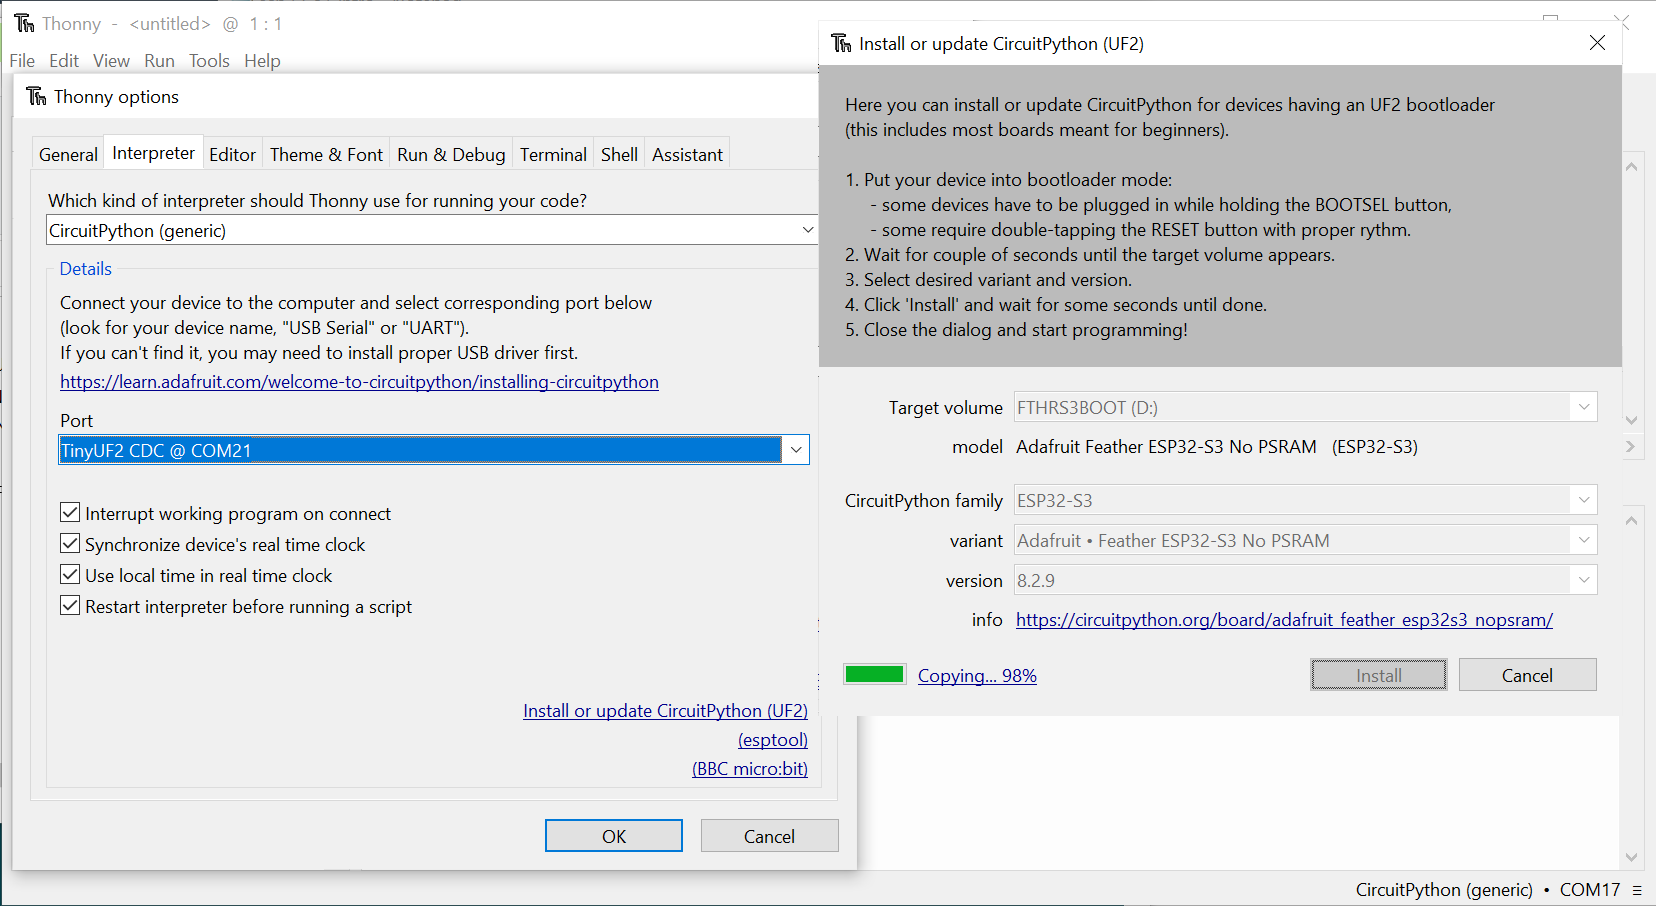 Thonny - <untitled> @ 1 : 1
File Edit View Run Tools Help
Thonny options
General Interpreter Editor Theme & Font Run & Debug Terminal Shell Assistant
Which kind of interpreter should Thonny use for running your code?
CircuitPython (generic)
Details
Connect your device to the computer and select corresponding port below
(look for your device name, "USB Serial" or "UART").
If you can't find it, you may need to install proper USB driver first.
https://learn.adafruit.com/welcome-to-circuitpython/installing-circuitpython
Port
TinyUF2 CDC @ COM21
Interrupt working program on connect
Synchronize device's real time clock
Use local time in real time clock
Restart interpreter before running a script
Install or update CircuitPython (UF2)
(esptool)
(BBC micro:bit)
OK Cancel
Install or update CircuitPython (UF2)
Here you can install or update CircuitPython for devices having an UF2 bootloader
(this includes most boards meant for beginners).
1. Put your device into bootloader mode:
- some devices have to be plugged in while holding the BOOTSEL button,
- some require double-tapping the RESET button with proper rythm.
2. Wait for couple of seconds until the target volume appears.
3. Select desired variant and version.
4. Click 'Install' and wait for some seconds until done.
5. Close the dialog and start programming!
Target volume FTHRS3BOOT (D:)
model Adafruit Feather ESP32-S3 No PSRAM (ESP32-S3)
CircuitPython family ESP32-S3
variant Adafruit • Feather ESP32-S3 No PSRAM
version 8.2.9
info https://circuitpython.org/board/adafruit_feather_esp32s3_nopsram/
Copying... 98% Install Cancel
CircuitPython (generic) • COM17 ≡